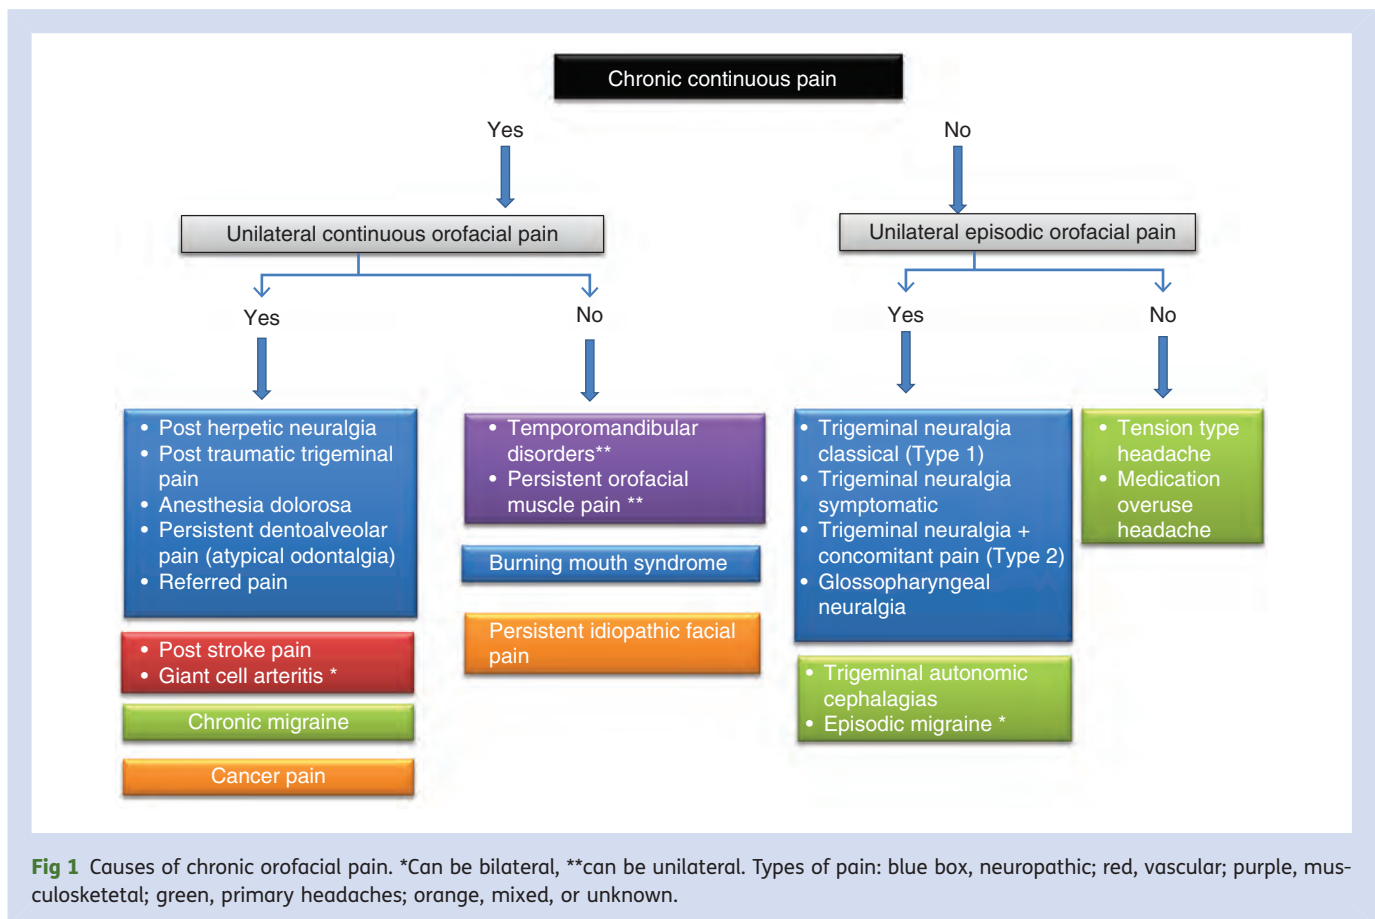 Chronic continuous pain
Yes
No
Unilateral continuous orofacial pain
Unilateral episodic orofacial pain
Yes
No
Yes
No
• Post herpetic neuralgia
• Post traumatic trigeminal
pain
• Anesthesia dolorosa
• Persistent dentoalveolar
pain (atypical odontalgia)
• Referred pain
• Post stroke pain
• Giant cell arteritis *
Chronic migraine
Cancer pain
• Temporomandibular
disorders**
• Persistent orofacial
muscle pain **
Burning mouth syndrome
Persistent idiopathic facial
pain
• Trigeminal neuralgia
classical (Type 1)
• Trigeminal neuralgia
symptomatic
• Trigeminal neuralgia +
concomitant pain (Type 2)
• Glossopharyngeal
neuralgia
• Trigeminal autonomic
cephalagias
• Episodic migraine *
• Tension type
headache
• Medication
overuse
headache
Fig 1 Causes of chronic orofacial pain. *Can be bilateral, **can be unilateral. Types of pain: blue box, neuropathic; red, vascular; purple, mus-
culosketetal; green, primary headaches; orange, mixed, or unknown.